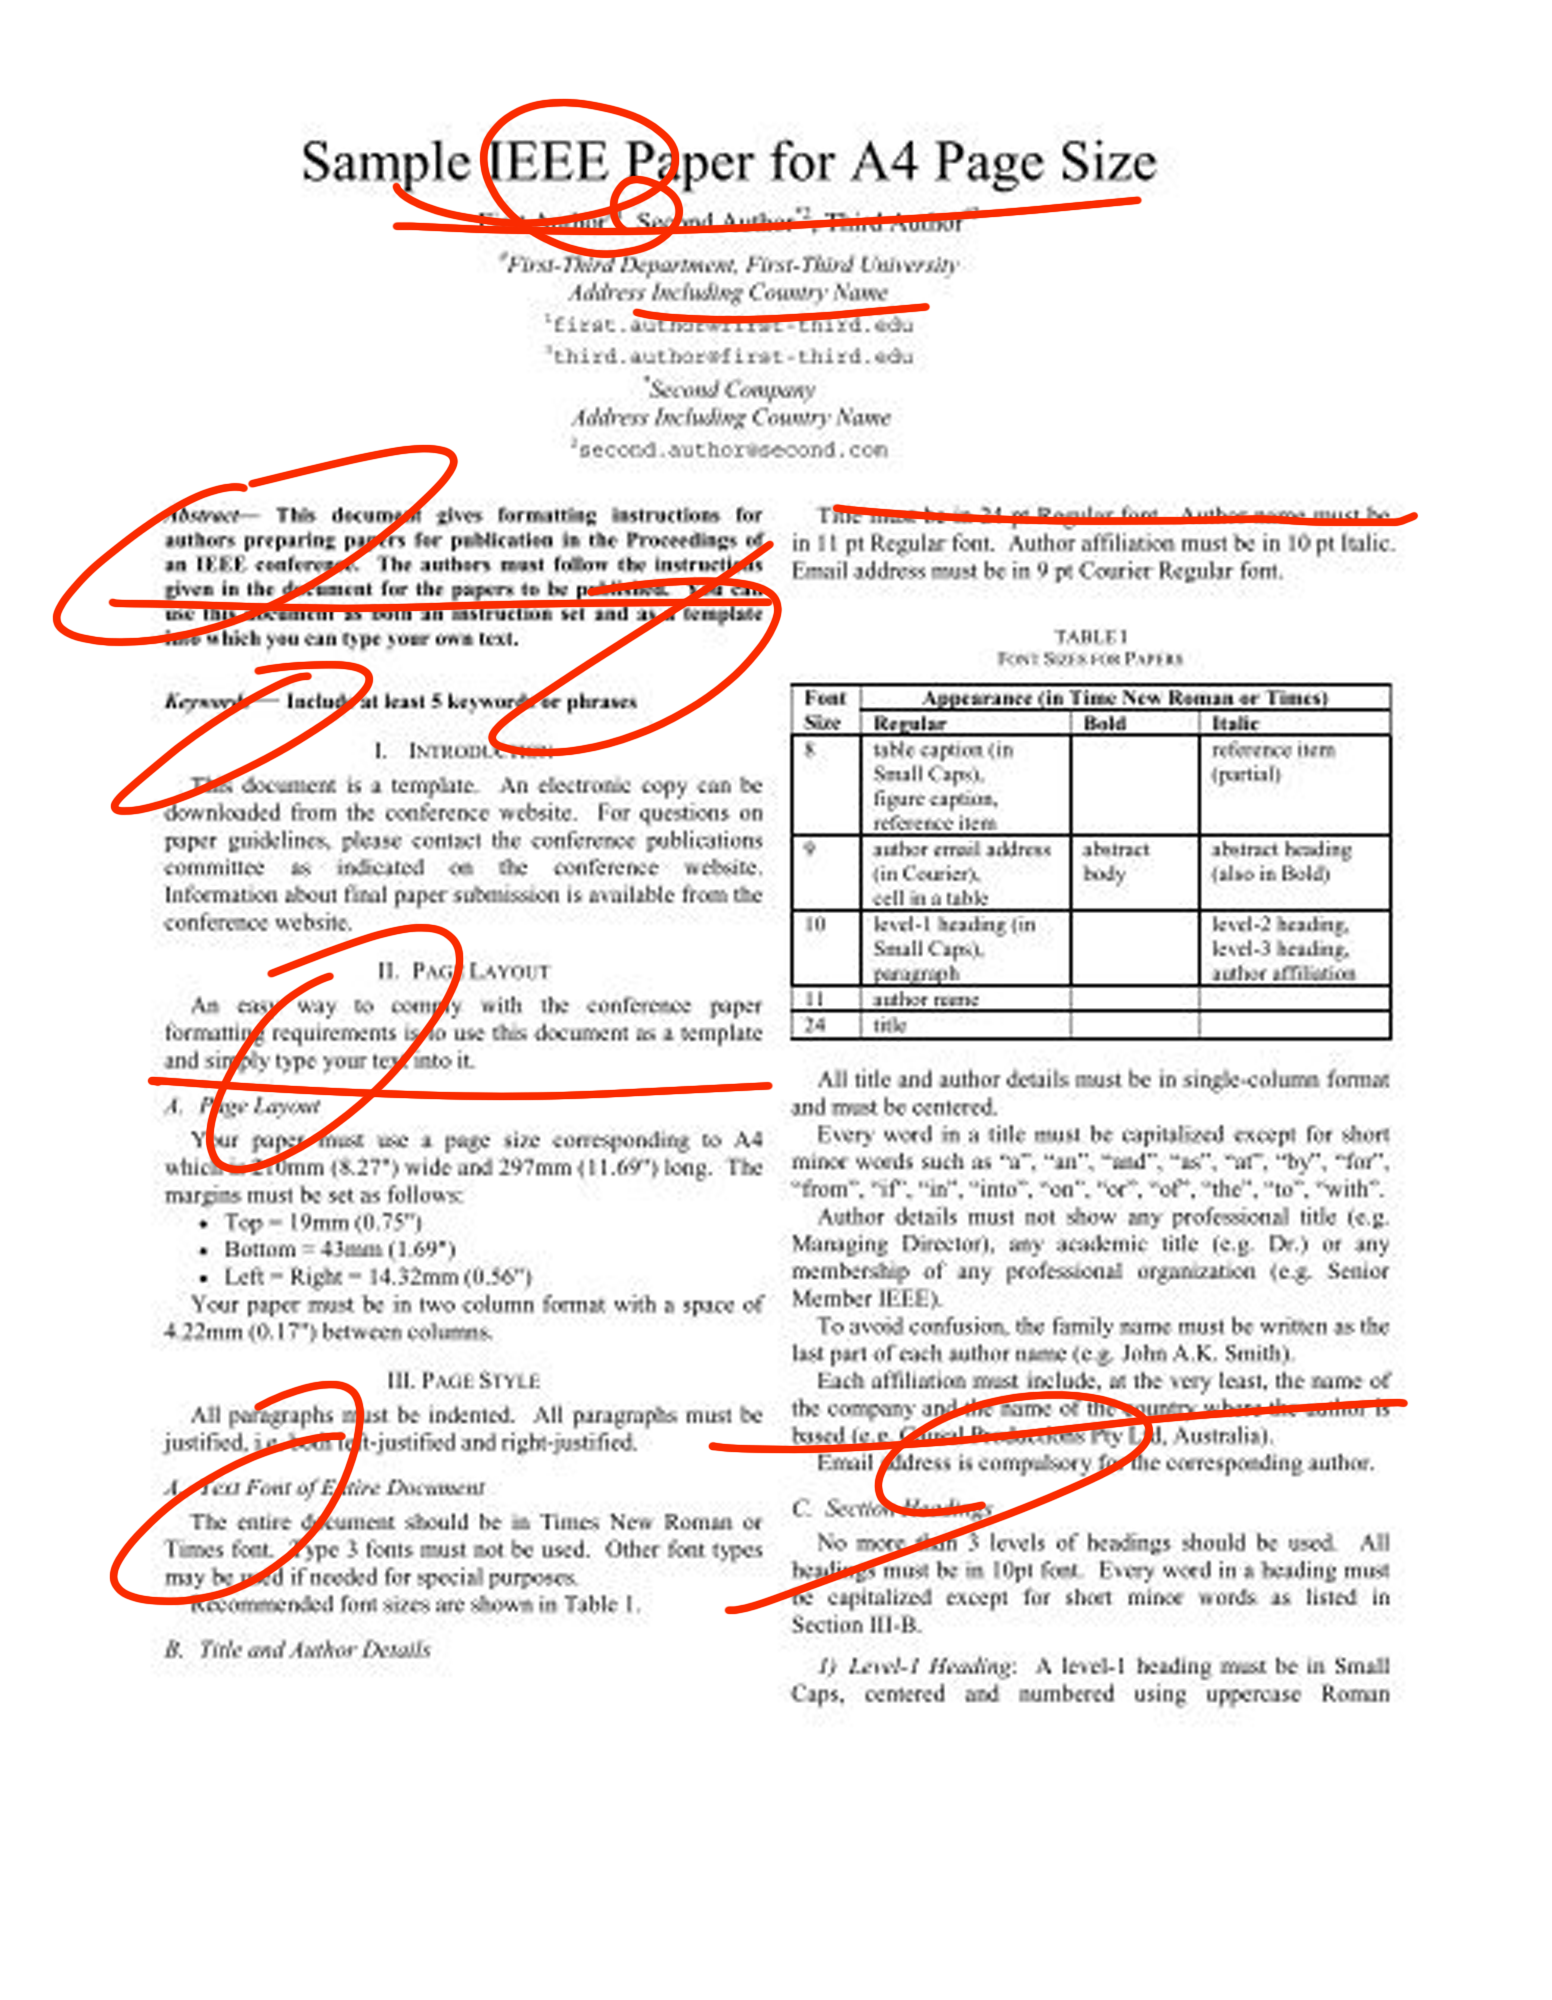 Sample IEEE Paper for A4 Page Size
First Author#1, Second Author*2, Third Author#3
#First-Third Department, First-Third University
Address Including Country Name
1first.author@first-third.edu
3third.author@first-third.edu
*Second Company
Address Including Country Name
2second.author@second.com
Abstract— This document gives formatting instructions for
authors preparing papers for publication in the Proceedings of
an IEEE conference. The authors must follow the instructions
given in the document for the papers to be published. You can
use this document as both an instruction set and as a template
into which you can type your own text.
Keywords— Include at least 5 keywords or phrases
I. INTRODUCTION
This document is a template. An electronic copy can be
downloaded from the conference website. For questions on
paper guidelines, please contact the conference publications
committee as indicated on the conference website.
Information about final paper submission is available from the
conference website.
II. PAGE LAYOUT
An easy way to comply with the conference paper
formatting requirements is to use this document as a template
and simply type your text into it.
A. Page Layout
Your paper must use a page size corresponding to A4
which is 210mm (8.27") wide and 297mm (11.69") long. The
margins must be set as follows:
• Top = 19mm (0.75")
• Bottom = 43mm (1.69")
• Left = Right = 14.32mm (0.56")
Your paper must be in two column format with a space of
4.22mm (0.17") between columns.
III. PAGE STYLE
All paragraphs must be indented. All paragraphs must be
justified, i.e. both left-justified and right-justified.
A. Text Font of Entire Document
The entire document should be in Times New Roman or
Times font. Type 3 fonts must not be used. Other font types
may be used if needed for special purposes.
Recommended font sizes are shown in Table 1.
B. Title and Author Details
Title must be in 24 pt Regular font. Author name must be
in 11 pt Regular font. Author affiliation must be in 10 pt Italic.
Email address must be in 9 pt Courier Regular font.
TABLE I
FONT SIZES FOR PAPERS
Font Appearance (in Time New Roman or Times)
Size Regular Bold Italic
8 table caption (in reference item
Small Caps), (partial)
figure caption,
reference item
9 author email address abstract abstract heading
(in Courier), body (also in Bold)
cell in a table
10 level-1 heading (in level-2 heading,
Small Caps), level-3 heading,
paragraph author affiliation
11 author name
24 title
All title and author details must be in single-column format
and must be centered.
Every word in a title must be capitalized except for short
minor words such as “a”, “an”, “and”, “as”, “at”, “by”, “for”,
“from”, “if”, “in”, “into”, “on”, “or”, “of”, “the”, “to”, “with”.
Author details must not show any professional title (e.g.
Managing Director), any academic title (e.g. Dr.) or any
membership of any professional organization (e.g. Senior
Member IEEE).
To avoid confusion, the family name must be written as the
last part of each author name (e.g. John A.K. Smith).
Each affiliation must include, at the very least, the name of
the company and the name of the country where the author is
based (e.g. Causal Productions Pty Ltd, Australia).
Email address is compulsory for the corresponding author.
C. Section Headings
No more than 3 levels of headings should be used. All
headings must be in 10pt font. Every word in a heading must
be capitalized except for short minor words as listed in
Section III-B.
1) Level-1 Heading: A level-1 heading must be in Small
Caps, centered and numbered using uppercase Roman